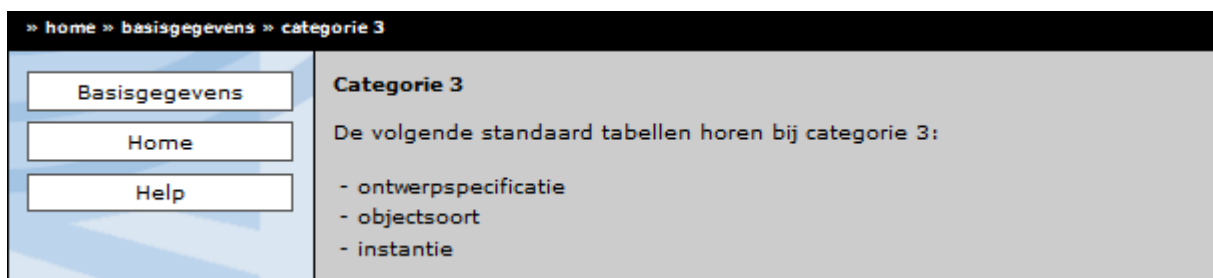 » home » basisgegevens » categorie 3
Basisgegevens
Home
Help
Categorie 3
De volgende standaard tabellen horen bij categorie 3:
- ontwerpspecificatie
- objectsoort
- instantie